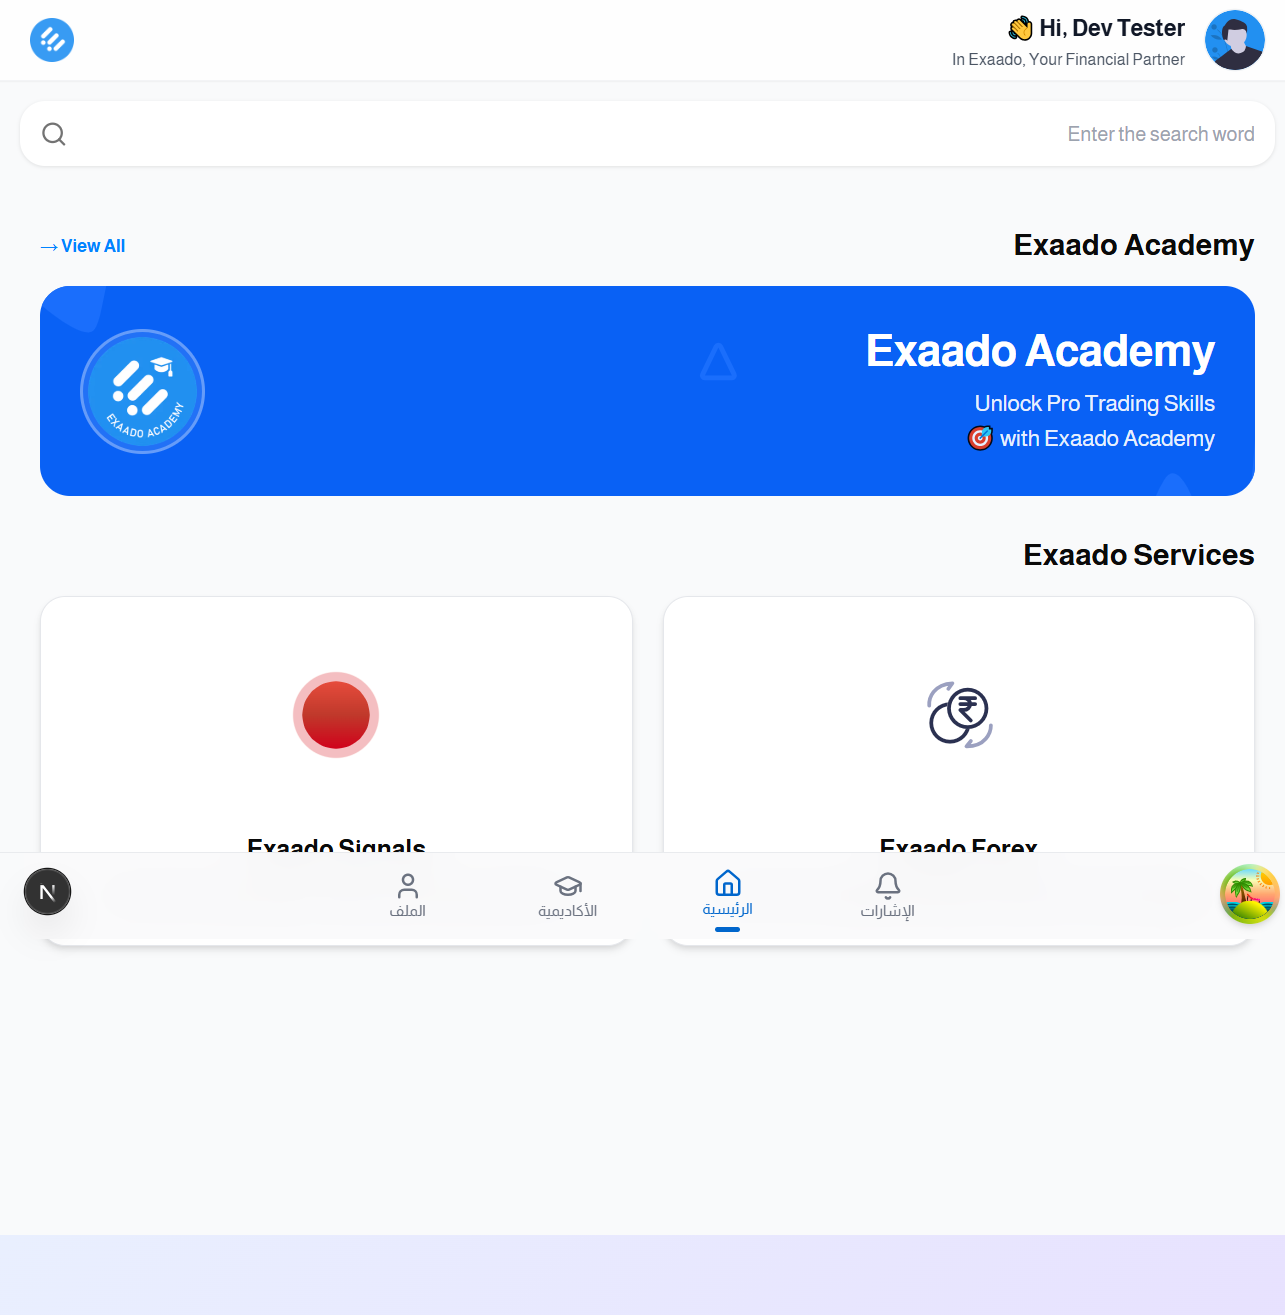 👋 Hi, Dev Tester
In Exaado, Your Financial Partner
Enter the search word
Exaado Academy
→ View All
Exaado Academy
Unlock Pro Trading Skills
🎯 with Exaado Academy
EXAADO ACADEMY
Exaado Services
Exaado Signals
Exaado Forex
N
الإشارات
الرئيسية
الأكاديمية
الملف